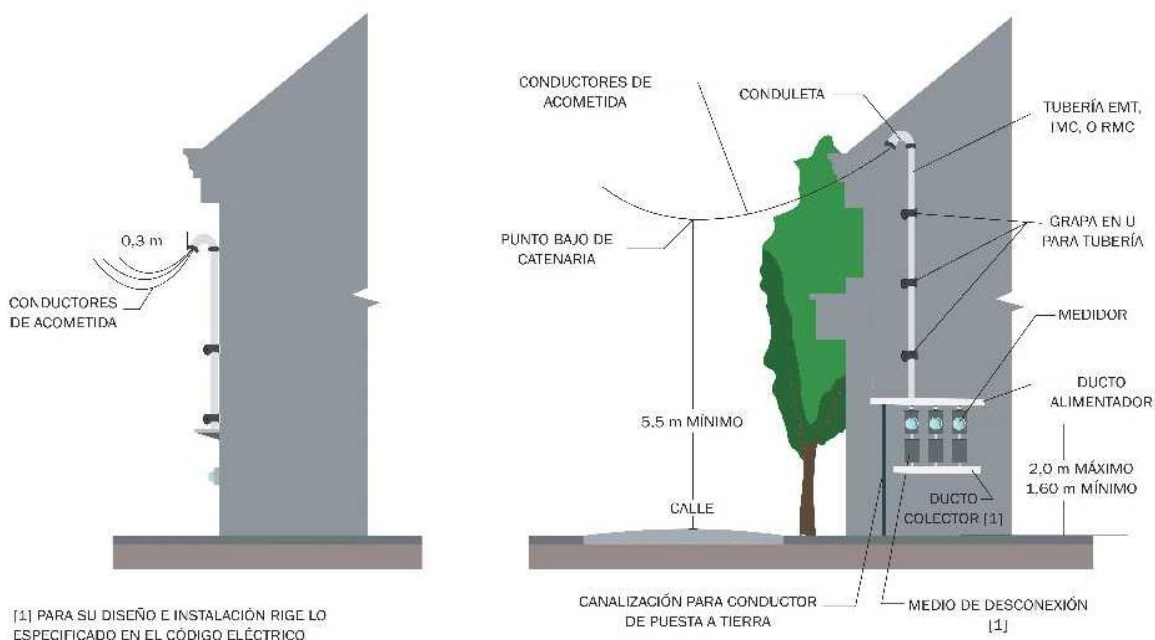 0,3 m
CONDUCTORES
DE ACOMETIDA
CONDUCTORES DE
ACOMETIDA
CONDULETA
TUBERÍA EMT,
IMC, O RMC
PUNTO BAJO DE
CATENARIA
GRAPA EN U
PARA TUBERÍA
MEDIDOR
DUCTO
ALIMENTADOR
5,5 m MÍNIMO
2,0 m MÁXIMO
1,60 m MÍNIMO
CALLE
DUCTO
COLECTOR [1]
CANALIZACIÓN PARA CONDUCTOR
DE PUESTA A TIERRA
MEDIO DE DESCONEXIÓN
[1]
[1] PARA SU DISEÑO E INSTALACIÓN RIGE LO
ESPECIFICADO EN EL CÓDIGO ELÉCTRICO